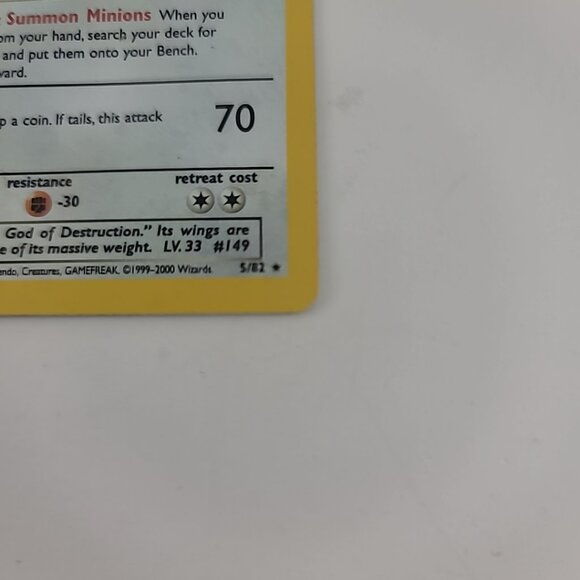 Summon Minions When you
om your hand, search your deck for
and put them onto your Bench.
vard.
p a coin. If tails, this attack 70
resistance retreat cost
-30
God of Destruction." Its wings are
e of its massive weight. LV. 33 #149
endo, Creatures, GAMEFREAK. ©1999-2000 Wizards. 5/82 ★